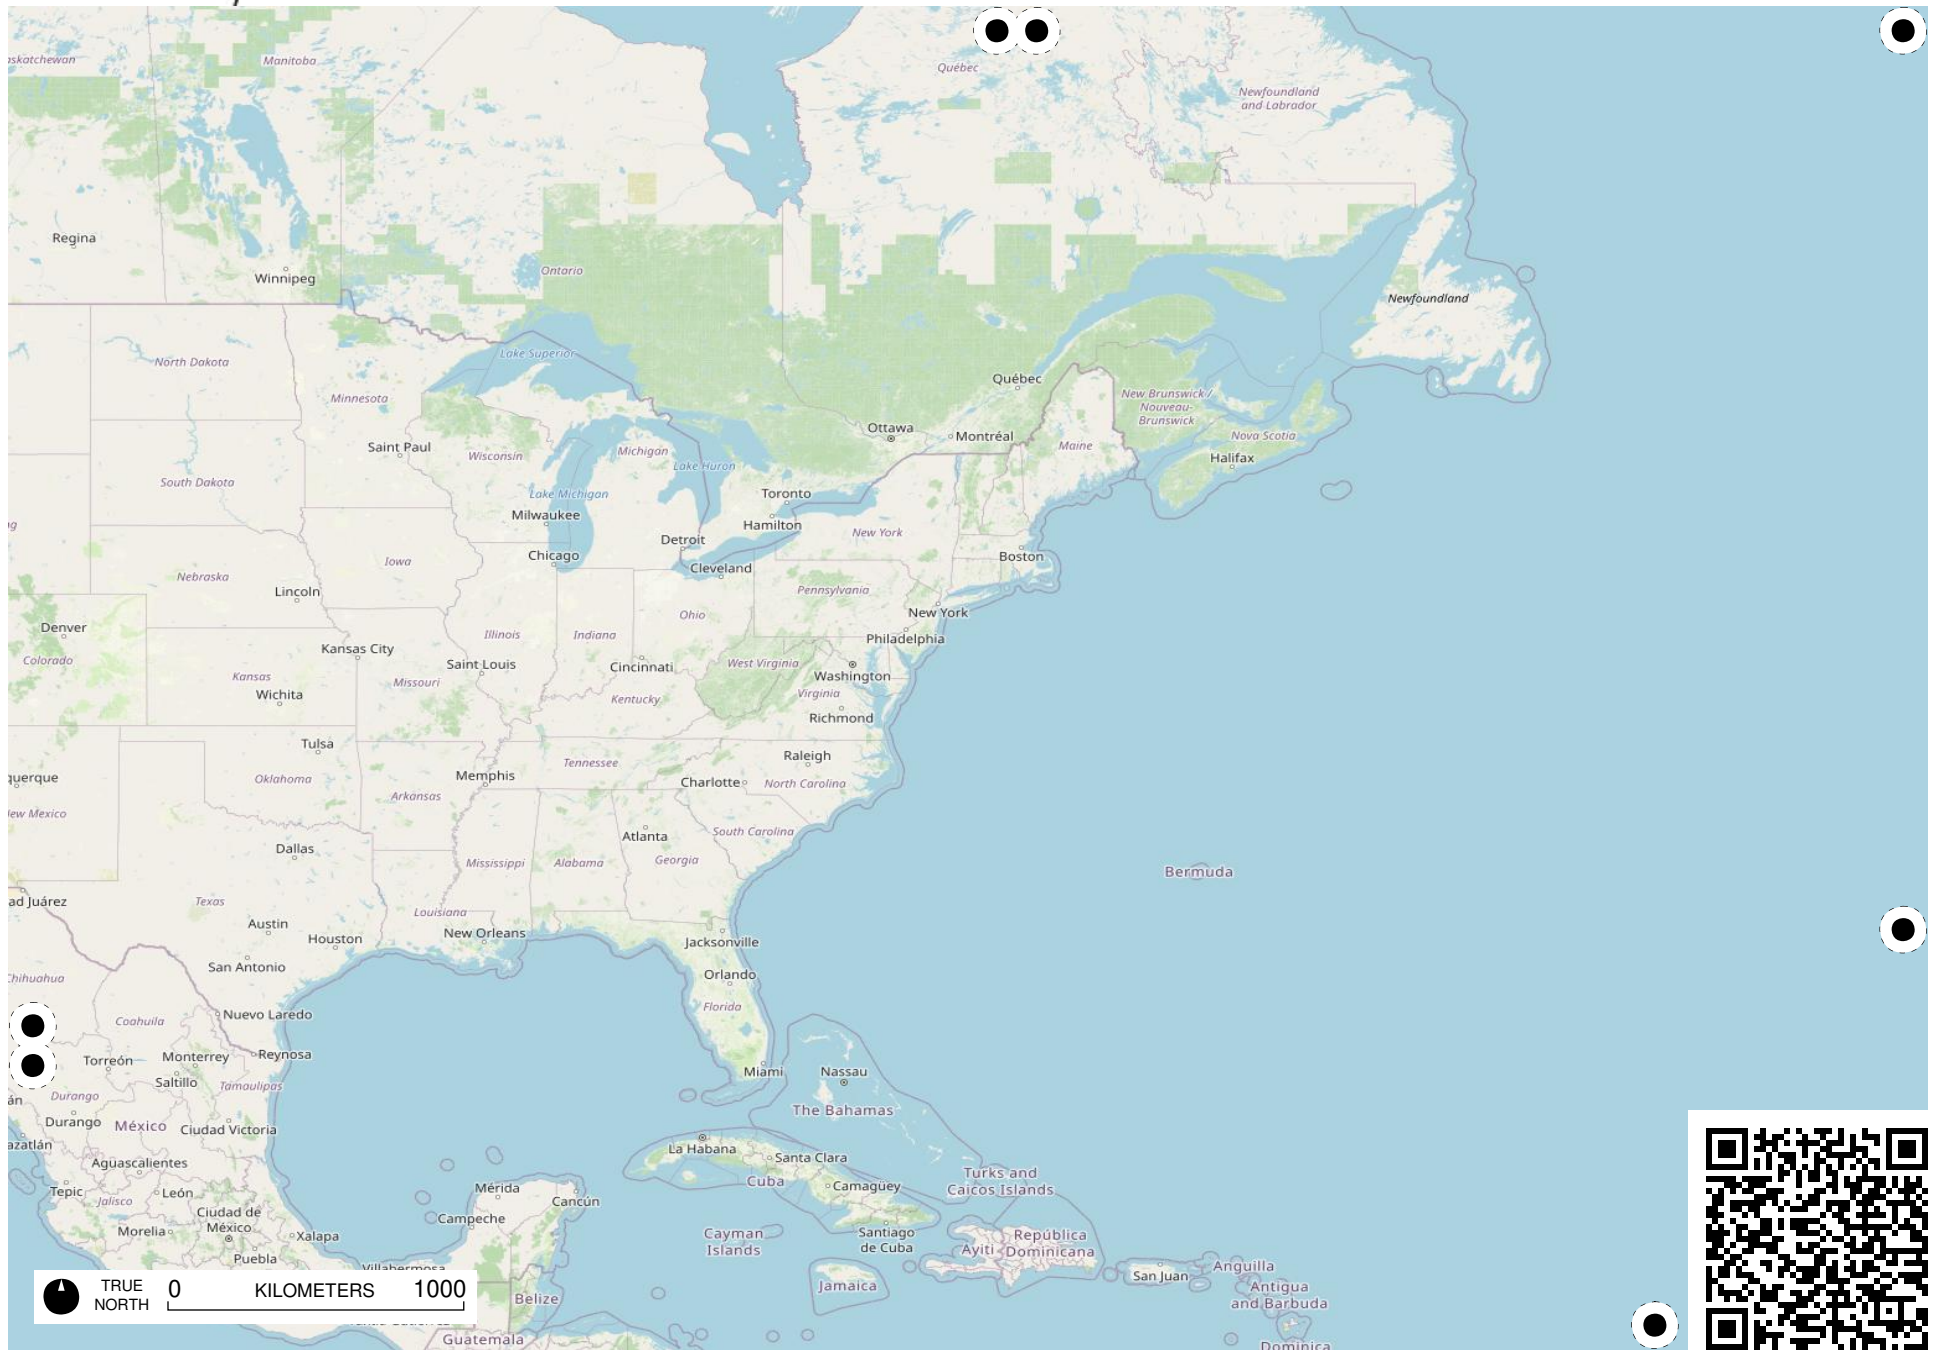 askatchewan
Manitoba
Québec
Newfoundland
and Labrador
Regina
Winnipeg
Ontario
Newfoundland
North Dakota
Lake Superior
Minnesota
Québec
New Brunswick /
Nouveau-
Brunswick
Saint Paul
Wisconsin
Michigan
Lake Huron
Ottawa
Montréal
Maine
Nova Scotia
Halifax
South Dakota
Lake Michigan
Toronto
Milwaukee
Hamilton
New York
ng
Chicago
Detroit
Boston
Iowa
Cleveland
Nebraska
Lincoln
Pennsylvania
New York
Ohio
Denver
Illinois
Indiana
Philadelphia
Kansas City
Colorado
Saint Louis
Cincinnati
West Virginia
Washington
Kansas
Missouri
Wichita
Kentucky
Virginia
Richmond
Tulsa
Raleigh
querque
Oklahoma
Memphis
Tennessee
Charlotte
North Carolina
Arkansas
ew Mexico
Atlanta
South Carolina
Dallas
Mississippi
Alabama
Georgia
Bermuda
ad Juárez
Texas
Louisiana
Austin
Houston
New Orleans
Jacksonville
San Antonio
Orlando
Chihuahua
Florida
Coahuila
Nuevo Laredo
Torreón
Monterrey
Reynosa
Saltillo
Tamaulipas
Miami
Nassau
án
Durango
The Bahamas
Durango
México
Ciudad Victoria
azatlán
La Habana
Santa Clara
Aguascalientes
Cuba
Turks and
Caicos Islands
Tepic
León
Jalisco
Mérida
Cancún
Camagüey
Ciudad de
México
Campeche
Morelia
Xalapa
Cayman
Islands
Santiago
de Cuba
República
Dominicana
Ayiti
Puebla
Villahermosa
San Juan
Anguilla
Jamaica
Antigua
and Barbuda
Belize
Guatemala
Dominica
TRUE
NORTH
0 KILOMETERS 1000